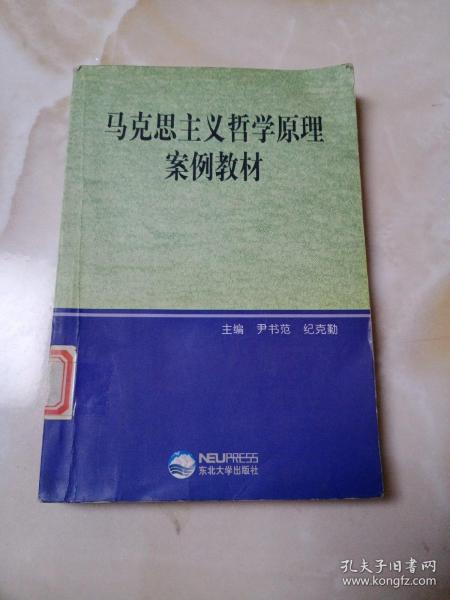 马克思主义哲学原理
案例教材
主编 尹书范 纪克勤
NEUPRESS
东北大学出版社
孔夫子旧书网
www.kongfz.com